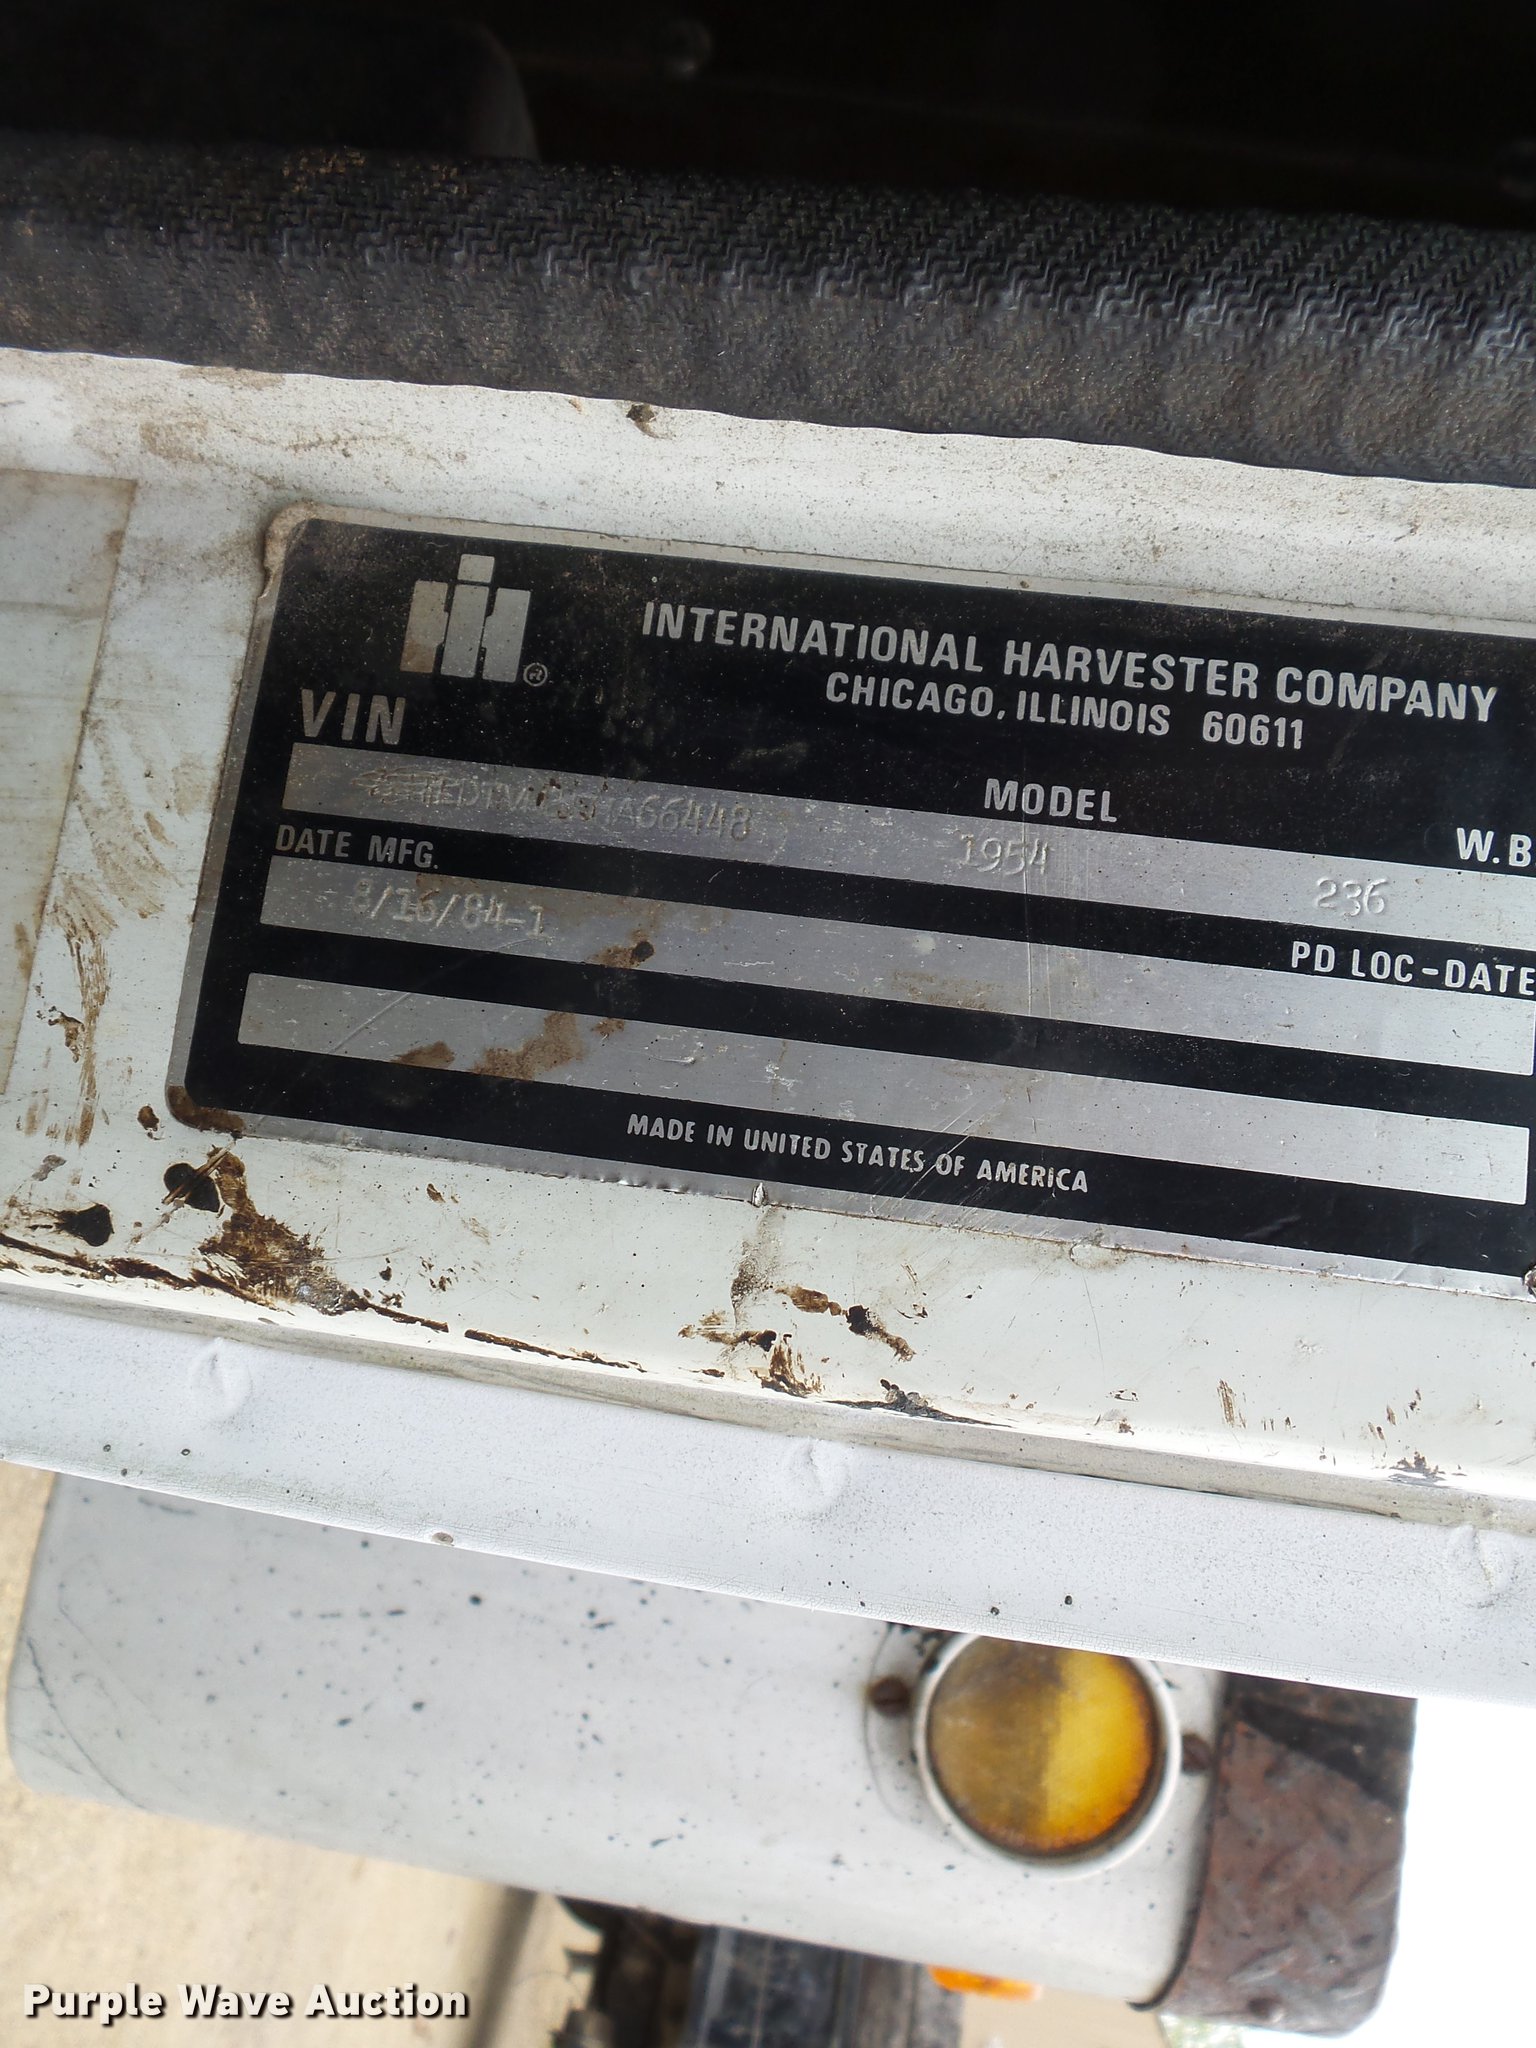 INTERNATIONAL HARVESTER COMPANY
CHICAGO, ILLINOIS 60611
VIN
MODEL
W.B
1954
236
DATE MFG.
8/16/84-1
PD LOC-DATE
MADE IN UNITED STATES OF AMERICA
Purple Wave Auction